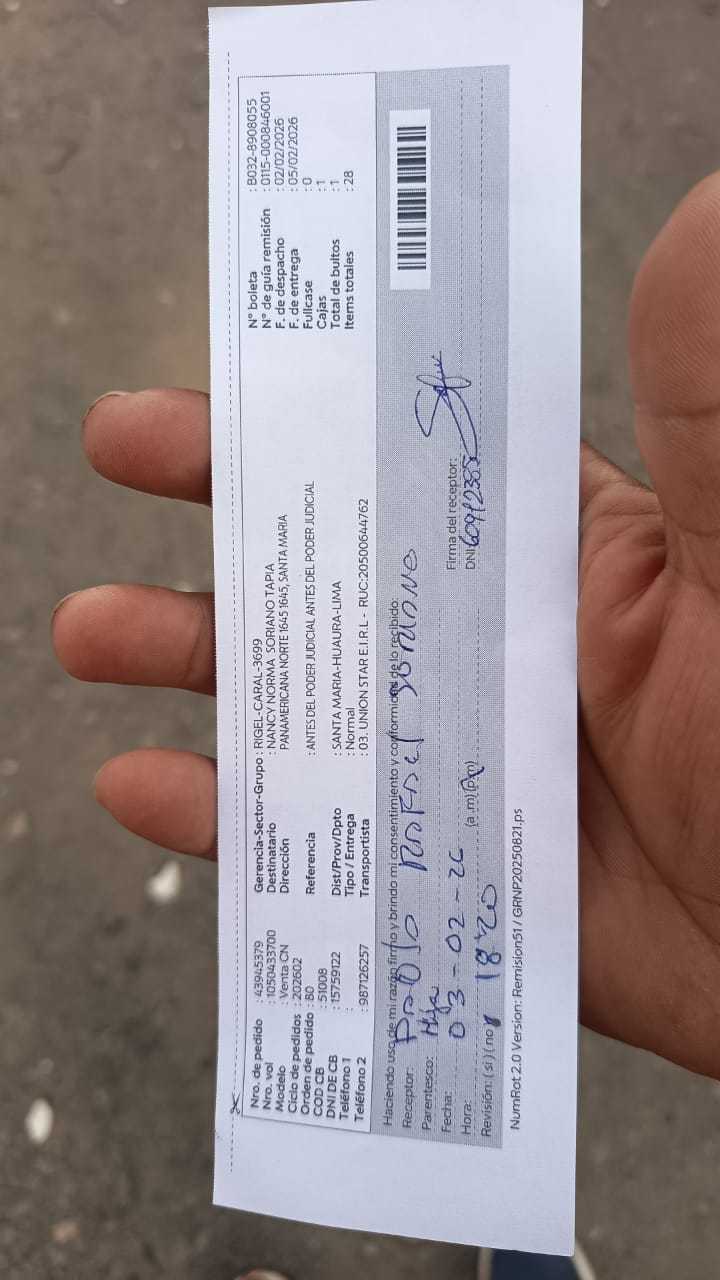 Nro. de pedido : 43945379
Nro. vol : 1050433700
Modelo : Venta CN
Ciclo de pedidos : 202602
Orden de pedido : 80
COD CB : 51008
DNI DE CB : 15759122
Teléfono 1 :
Teléfono 2 : 987126257
Gerencia-Sector-Grupo : RIGEL-CARAL-3699
Destinatario : NANCY NORMA SORIANO TAPIA
Dirección PANAMERICANA NORTE 1645 1645, SANTA MARIA
Referencia : ANTES DEL PODER JUDICIAL ANTES DEL PODER JUDICIAL
Dist/Prov/Dpto : SANTA MARIA-HUAURA-LIMA
Tipo / Entrega : Normal
Transportista : 03. UNION STAR E.I.R.L - RUC:20500644762
N° boleta : B032-8908055
N° de guía remisión : 0115-000846001
F. de despacho : 02/02/2026
F. de entrega : 05/02/2026
Fullcase : 0
Cajas : 1
Total de bultos : 1
Items totales : 28
Haciendo uso de mi razón firmo y brindo mi consentimiento y conformidad de lo recibido:
Receptor: Rafael Soriano
Parentesco: Hija
Fecha: 03-02-26
Hora: 18:20 (a.m) (p.m)
Revisión: (si) (no)
Firma del receptor:
DNI:
NumRot 2.0 Version: Remision51 / GRNP20250821.ps